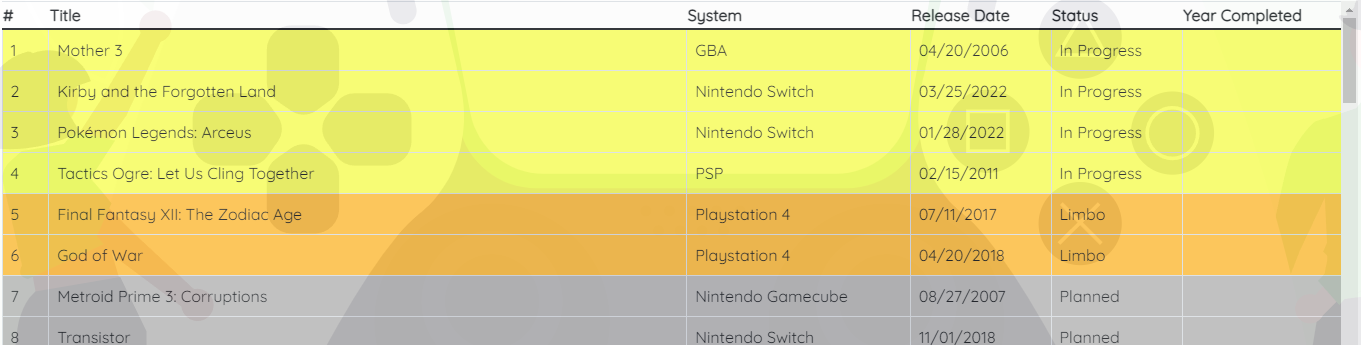 # Title System Release Date Status Year Completed
1 Mother 3 GBA 04/20/2006 In Progress
2 Kirby and the Forgotten Land Nintendo Switch 03/25/2022 In Progress
3 Pokémon Legends: Arceus Nintendo Switch 01/28/2022 In Progress
4 Tactics Ogre: Let Us Cling Together PSP 02/15/2011 In Progress
5 Final Fantasy XII: The Zodiac Age Playstation 4 07/11/2017 Limbo
6 God of War Playstation 4 04/20/2018 Limbo
7 Metroid Prime 3: Corruptions Nintendo Gamecube 08/27/2007 Planned
8 Transistor Nintendo Switch 11/01/2018 Planned